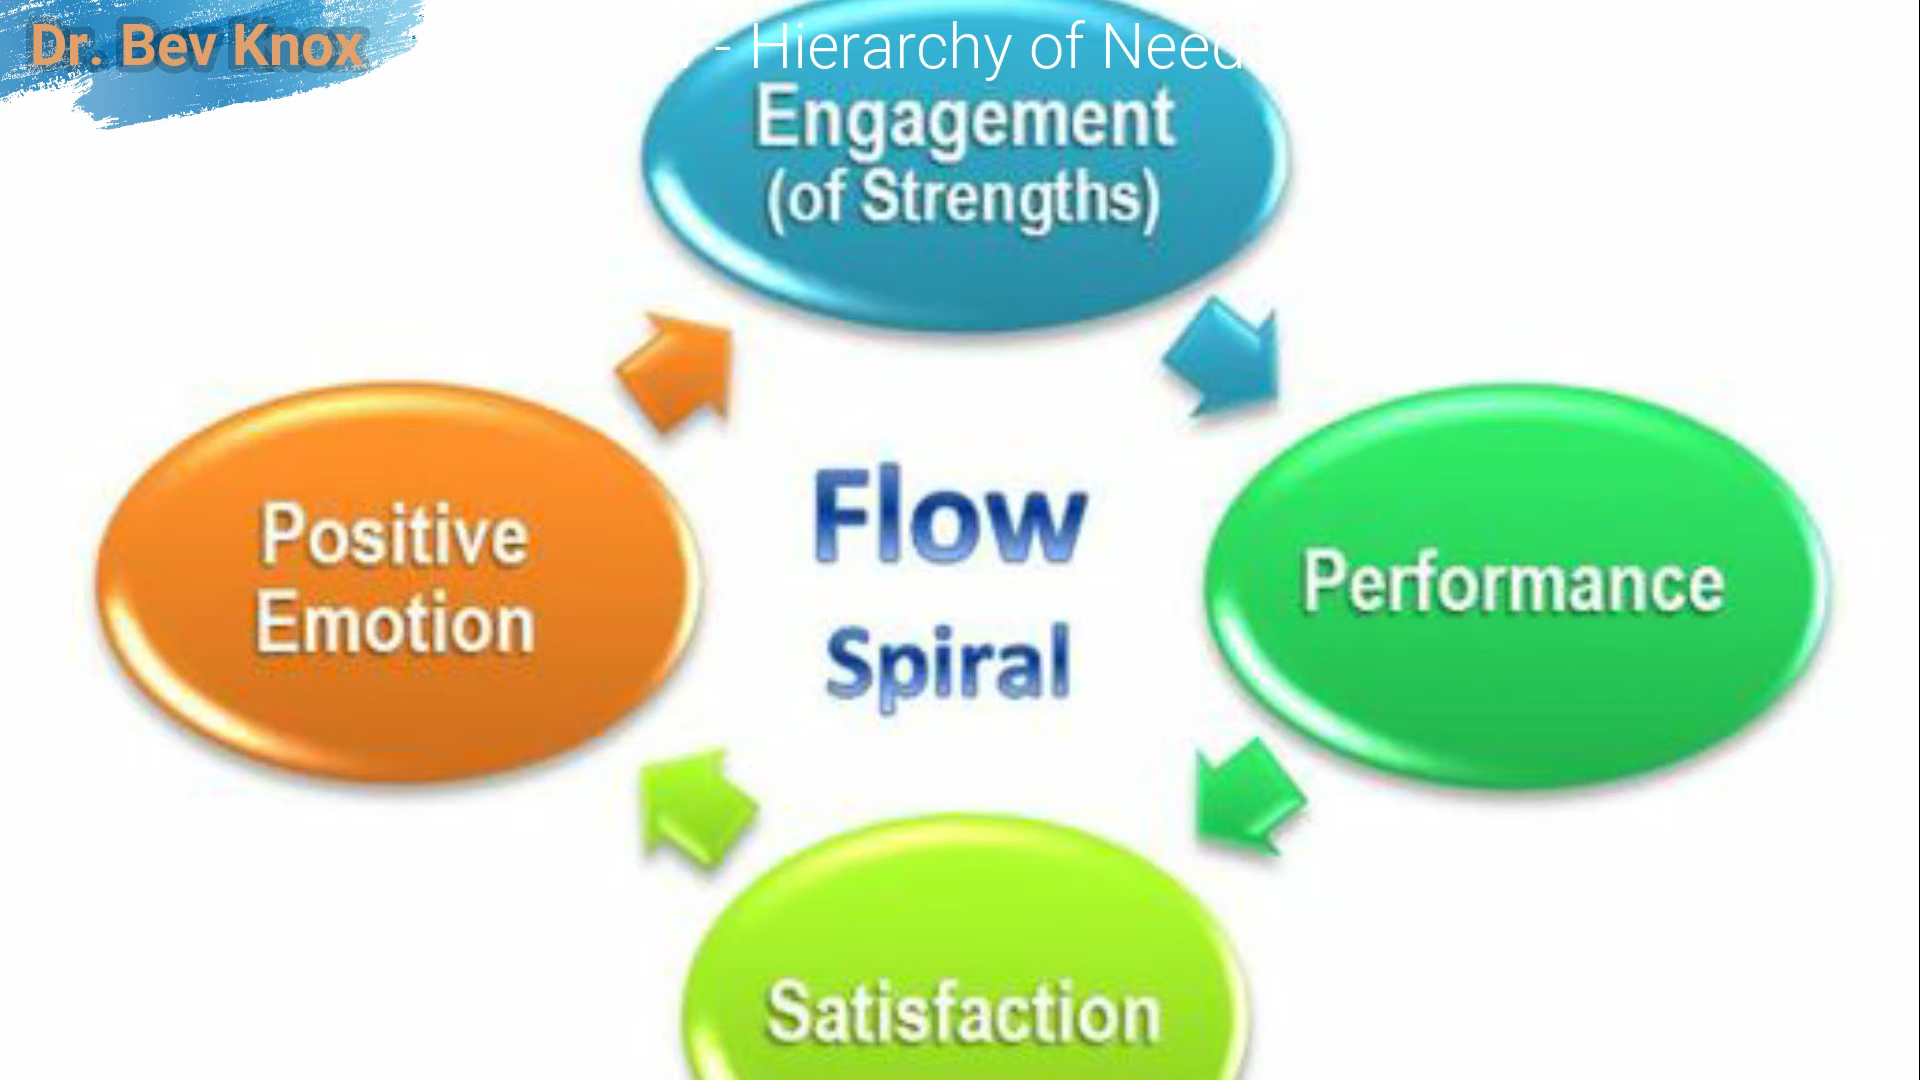 Dr. Bev Knox
- Hierarchy of Need
Engagement
(of Strengths)
Flow
Spiral
Positive
Emotion
Performance
Satisfaction